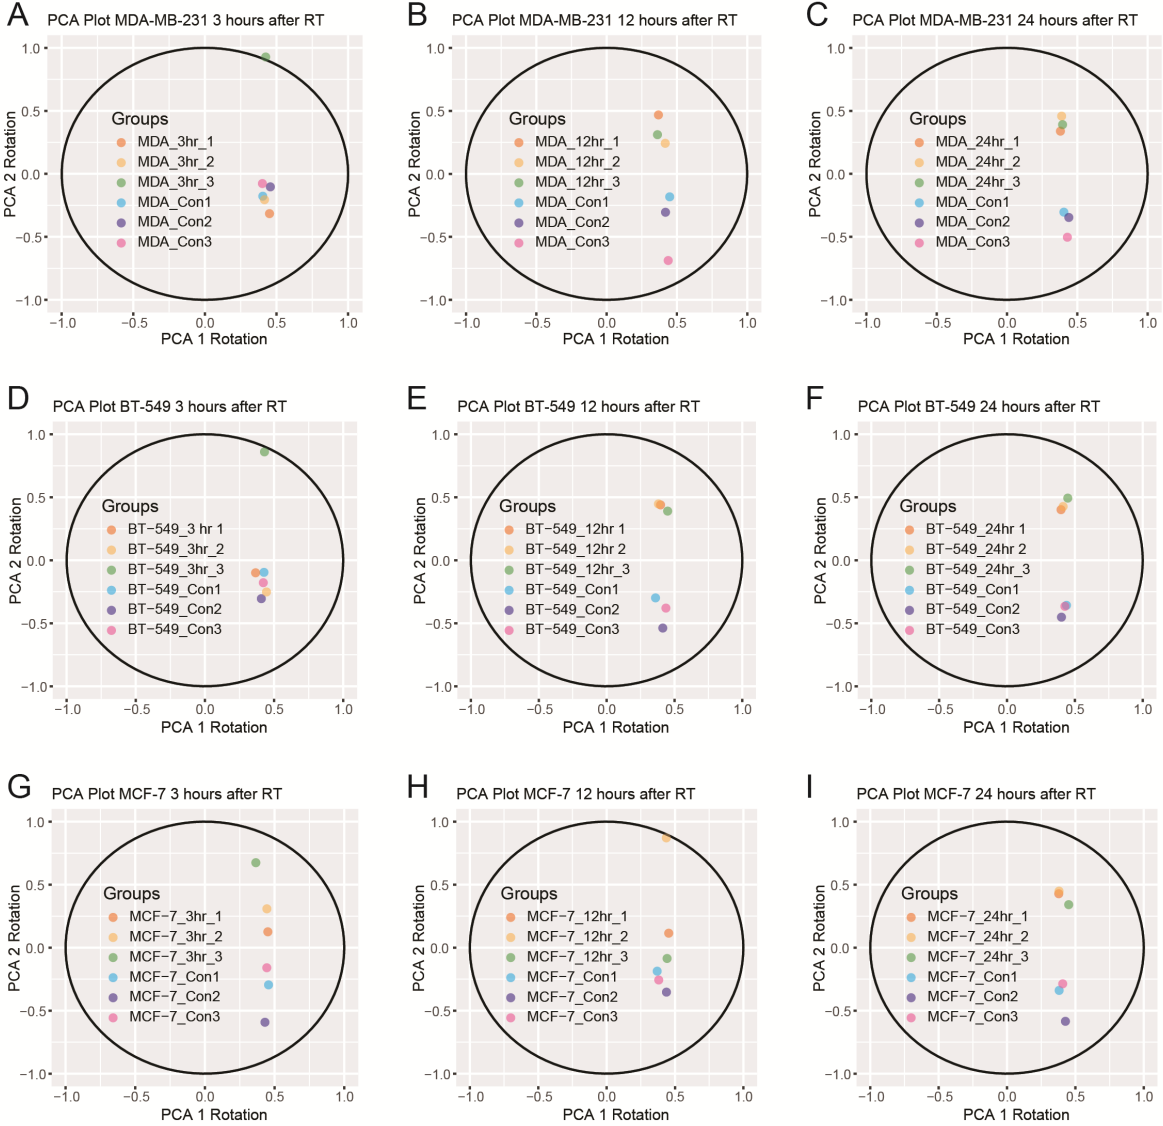 A
PCA Plot MDA-MB-231 3 hours after RT
1.0
0.5
0.0
−0.5
−1.0
PCA 2 Rotation
Groups
MDA_3hr_1
MDA_3hr_2
MDA_3hr_3
MDA_Con1
MDA_Con2
MDA_Con3
−1.0 −0.5 0.0 0.5 1.0
PCA 1 Rotation
B
PCA Plot MDA-MB-231 12 hours after RT
1.0
0.5
0.0
−0.5
−1.0
PCA 2 Rotation
Groups
MDA_12hr_1
MDA_12hr_2
MDA_12hr_3
MDA_Con1
MDA_Con2
MDA_Con3
−1.0 −0.5 0.0 0.5 1.0
PCA 1 Rotation
C
PCA Plot MDA-MB-231 24 hours after RT
1.0
0.5
0.0
−0.5
−1.0
PCA 2 Rotation
Groups
MDA_24hr_1
MDA_24hr_2
MDA_24hr_3
MDA_Con1
MDA_Con2
MDA_Con3
−1.0 −0.5 0.0 0.5 1.0
PCA 1 Rotation
D
PCA Plot BT-549 3 hours after RT
1.0
0.5
0.0
−0.5
−1.0
PCA 2 Rotation
Groups
BT−549_3 hr 1
BT−549_3hr_2
BT−549_3hr_3
BT−549_Con1
BT−549_Con2
BT−549_Con3
−1.0 −0.5 0.0 0.5 1.0
PCA 1 Rotation
E
PCA Plot BT-549 12 hours after RT
1.0
0.5
0.0
−0.5
−1.0
PCA 2 Rotation
Groups
BT−549_12hr 1
BT−549_12hr 2
BT−549_12hr_3
BT−549_Con1
BT−549_Con2
BT−549_Con3
−1.0 −0.5 0.0 0.5 1.0
PCA 1 Rotation
F
PCA Plot BT-549 24 hours after RT
1.0
0.5
0.0
−0.5
−1.0
PCA 2 Rotation
Groups
BT−549_24hr 1
BT−549_24hr 2
BT−549_24hr_3
BT−549_Con1
BT−549_Con2
BT−549_Con3
−1.0 −0.5 0.0 0.5 1.0
PCA 1 Rotation
G
PCA Plot MCF-7 3 hours after RT
1.0
0.5
0.0
−0.5
−1.0
PCA 2 Rotation
Groups
MCF−7_3hr_1
MCF−7_3hr_2
MCF−7_3hr_3
MCF−7_Con1
MCF−7_Con2
MCF−7_Con3
−1.0 −0.5 0.0 0.5 1.0
PCA 1 Rotation
H
PCA Plot MCF-7 12 hours after RT
1.0
0.5
0.0
−0.5
−1.0
PCA 2 Rotation
Groups
MCF−7_12hr_1
MCF−7_12hr_2
MCF−7_12hr_3
MCF−7_Con1
MCF−7_Con2
MCF−7_Con3
−1.0 −0.5 0.0 0.5 1.0
PCA 1 Rotation
I
PCA Plot MCF-7 24 hours after RT
1.0
0.5
0.0
−0.5
−1.0
PCA 2 Rotation
Groups
MCF−7_24hr_1
MCF−7_24hr_2
MCF−7_24hr_3
MCF−7_Con1
MCF−7_Con2
MCF−7_Con3
−1.0 −0.5 0.0 0.5 1.0
PCA 1 Rotation